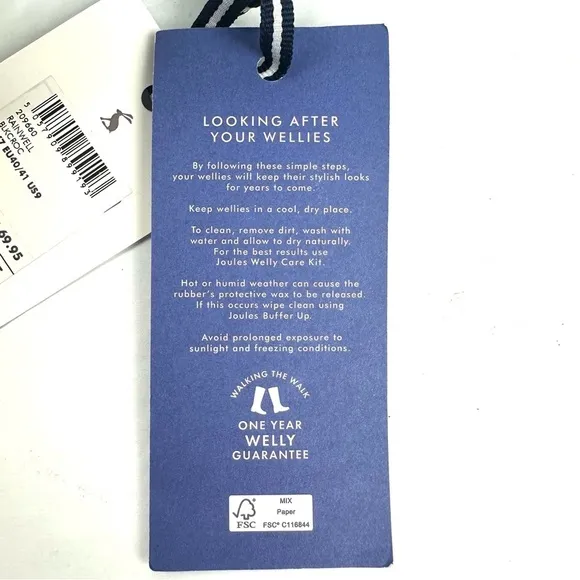 LOOKING AFTER
YOUR WELLIES
By following these simple steps,
your wellies will keep their stylish looks
for years to come.
Keep wellies in a cool, dry place.
To clean, remove dirt, wash with
water and allow to dry naturally.
For the best results use
Joules Welly Care Kit.
Hot or humid weather can cause the
rubber's protective wax to be released.
If this occurs wipe clean using
Joules Buffer Up.
Avoid prolonged exposure to
sunlight and freezing conditions.
WALKING THE WALK
ONE YEAR
WELLY
GUARANTEE
FSC
MIX
Paper
FSC® C116844
209660
RAINWELL
BLKCROC
EU40/41 US9
69.95